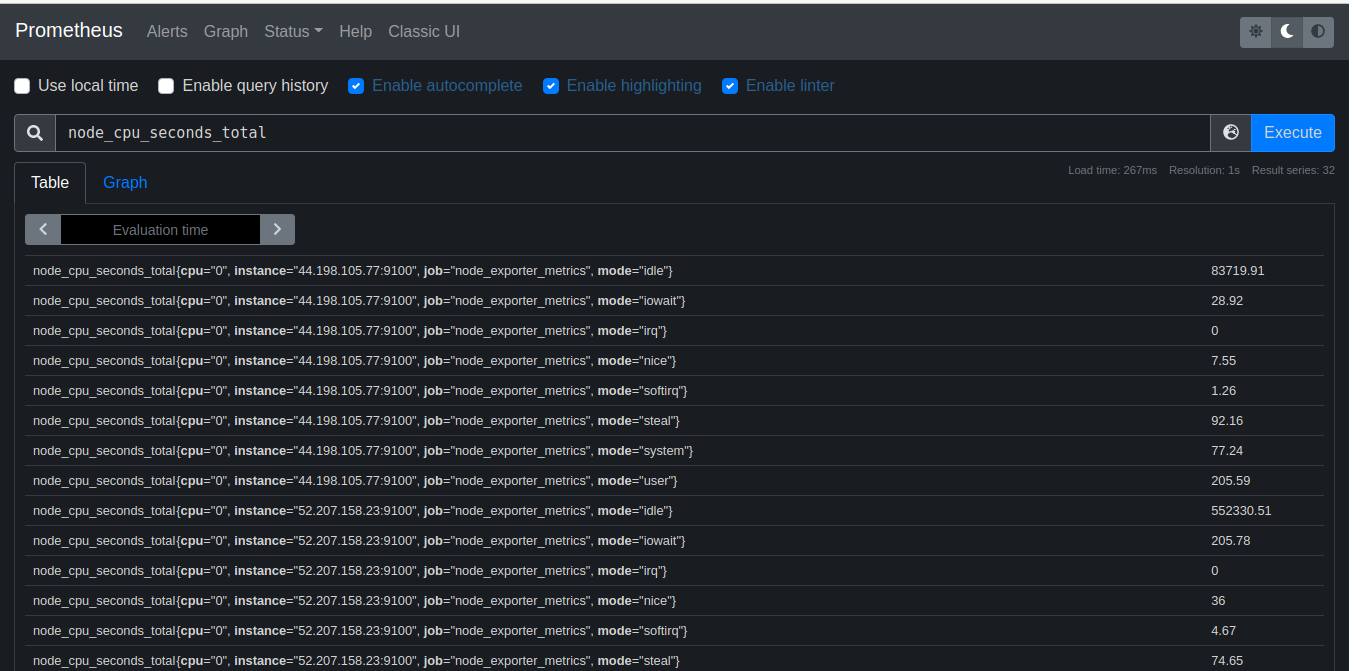 Prometheus Alerts Graph Status Help Classic UI
Use local time Enable query history Enable autocomplete Enable highlighting Enable linter
node_cpu_seconds_total Execute
Table Graph Load time: 267ms Resolution: 1s Result series: 32
Evaluation time
node_cpu_seconds_total{cpu="0", instance="44.198.105.77:9100", job="node_exporter_metrics", mode="idle"} 83719.91
node_cpu_seconds_total{cpu="0", instance="44.198.105.77:9100", job="node_exporter_metrics", mode="iowait"} 28.92
node_cpu_seconds_total{cpu="0", instance="44.198.105.77:9100", job="node_exporter_metrics", mode="irq"} 0
node_cpu_seconds_total{cpu="0", instance="44.198.105.77:9100", job="node_exporter_metrics", mode="nice"} 7.55
node_cpu_seconds_total{cpu="0", instance="44.198.105.77:9100", job="node_exporter_metrics", mode="softirq"} 1.26
node_cpu_seconds_total{cpu="0", instance="44.198.105.77:9100", job="node_exporter_metrics", mode="steal"} 92.16
node_cpu_seconds_total{cpu="0", instance="44.198.105.77:9100", job="node_exporter_metrics", mode="system"} 77.24
node_cpu_seconds_total{cpu="0", instance="44.198.105.77:9100", job="node_exporter_metrics", mode="user"} 205.59
node_cpu_seconds_total{cpu="0", instance="52.207.158.23:9100", job="node_exporter_metrics", mode="idle"} 552330.51
node_cpu_seconds_total{cpu="0", instance="52.207.158.23:9100", job="node_exporter_metrics", mode="iowait"} 205.78
node_cpu_seconds_total{cpu="0", instance="52.207.158.23:9100", job="node_exporter_metrics", mode="irq"} 0
node_cpu_seconds_total{cpu="0", instance="52.207.158.23:9100", job="node_exporter_metrics", mode="nice"} 36
node_cpu_seconds_total{cpu="0", instance="52.207.158.23:9100", job="node_exporter_metrics", mode="softirq"} 4.67
node_cpu_seconds_total{cpu="0", instance="52.207.158.23:9100", job="node_exporter_metrics", mode="steal"} 74.65